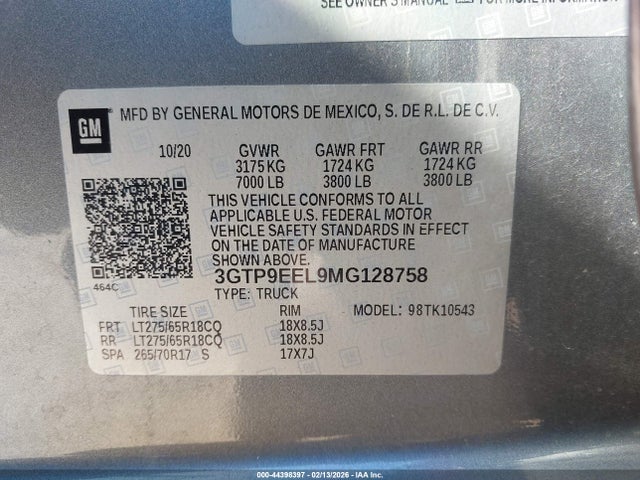 SEE OWNER'S MANUAL FOR MORE INFORMATION
GM
MFD BY GENERAL MOTORS DE MEXICO, S. DE R.L. DE C.V.
10/20 GVWR GAWR FRT GAWR RR
3175 KG 1724 KG 1724 KG
7000 LB 3800 LB 3800 LB
THIS VEHICLE CONFORMS TO ALL
APPLICABLE U.S. FEDERAL MOTOR
VEHICLE SAFETY STANDARDS IN EFFECT
ON THE DATE OF MANUFACTURE
SHOWN ABOVE.
464C 3GTP9EEL9MG128758
TYPE: TRUCK
TIRE SIZE RIM MODEL: 98TK10543
FRT LT275/65R18CQ 18X8.5J
RR LT275/65R18CQ 18X8.5J
SPA 265/70R17 S 17X7J
000-44398397 - 02/13/2026 - IAA Inc.